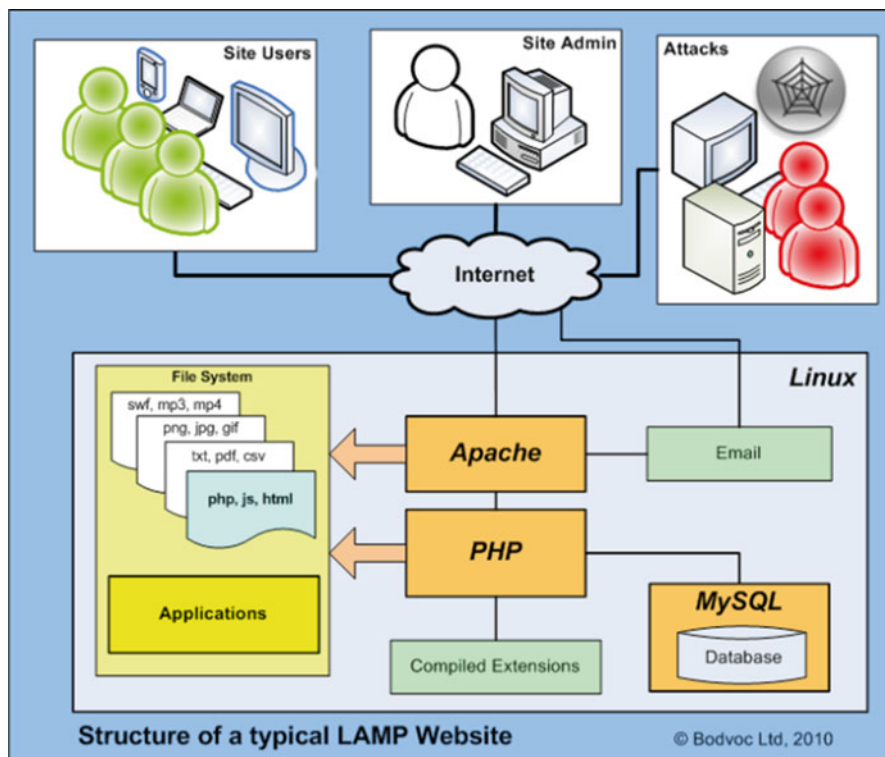 Site Users
Site Admin
Attacks
Internet
Linux
File System
swf, mp3, mp4
png, jpg, gif
txt, pdf, csv
php, js, html
Applications
Apache
Email
PHP
MySQL
Database
Compiled Extensions
Structure of a typical LAMP Website
© Bodvoc Ltd, 2010